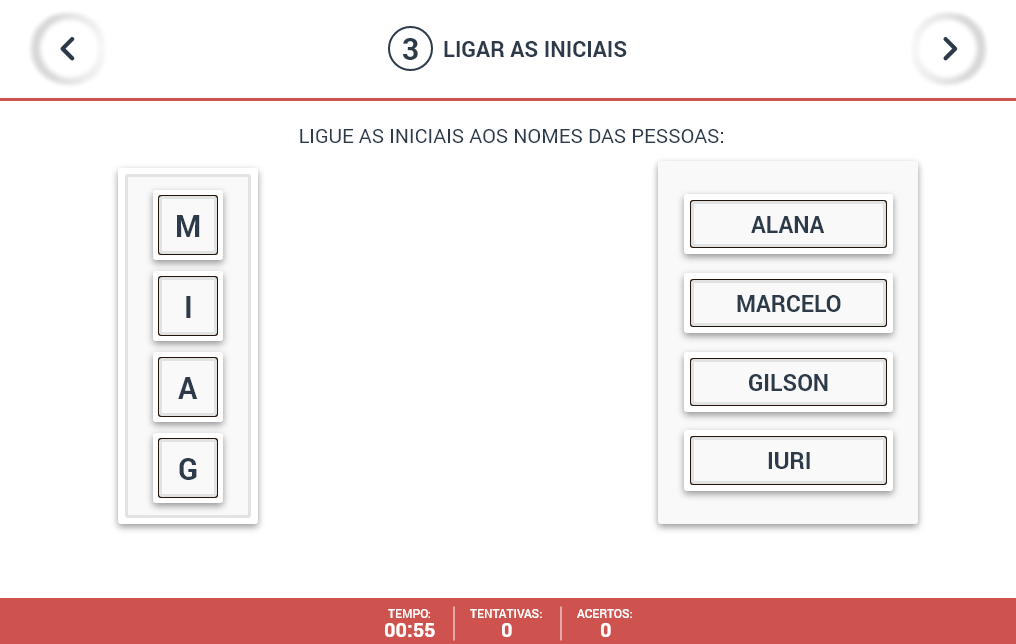 3 LIGAR AS INICIAIS
LIGUE AS INICIAIS AOS NOMES DAS PESSOAS:
M
I
A
G
ALANA
MARCELO
GILSON
IURI
TEMPO: TENTATIVAS: ACERTOS:
00:55 0 0